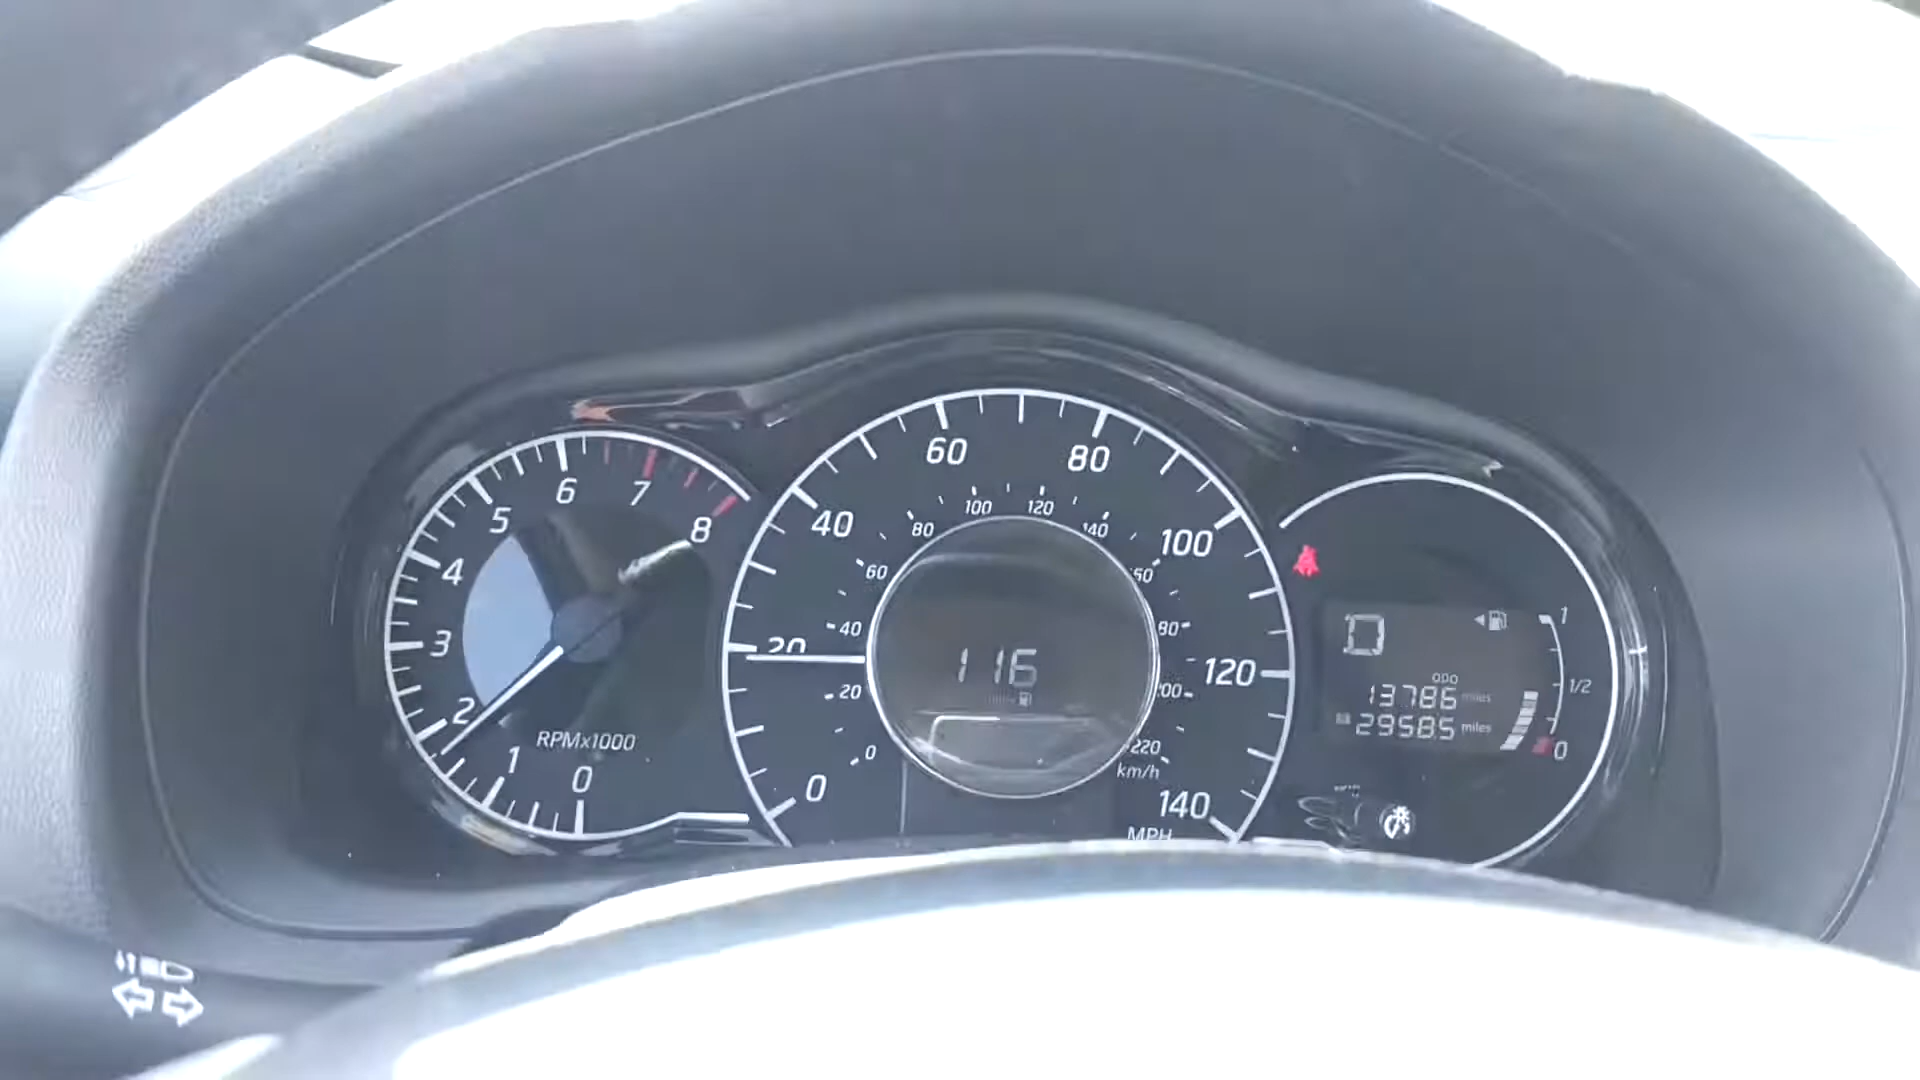 0 1 2 3 4 5 6 7 8
RPMx1000
0 20 40 60 80 100 120 140
MPH
0 20 40 60 80 100 120 140 80 200 220
km/h
116
D
1
1/2
0
ODO
13786 miles
29585 miles